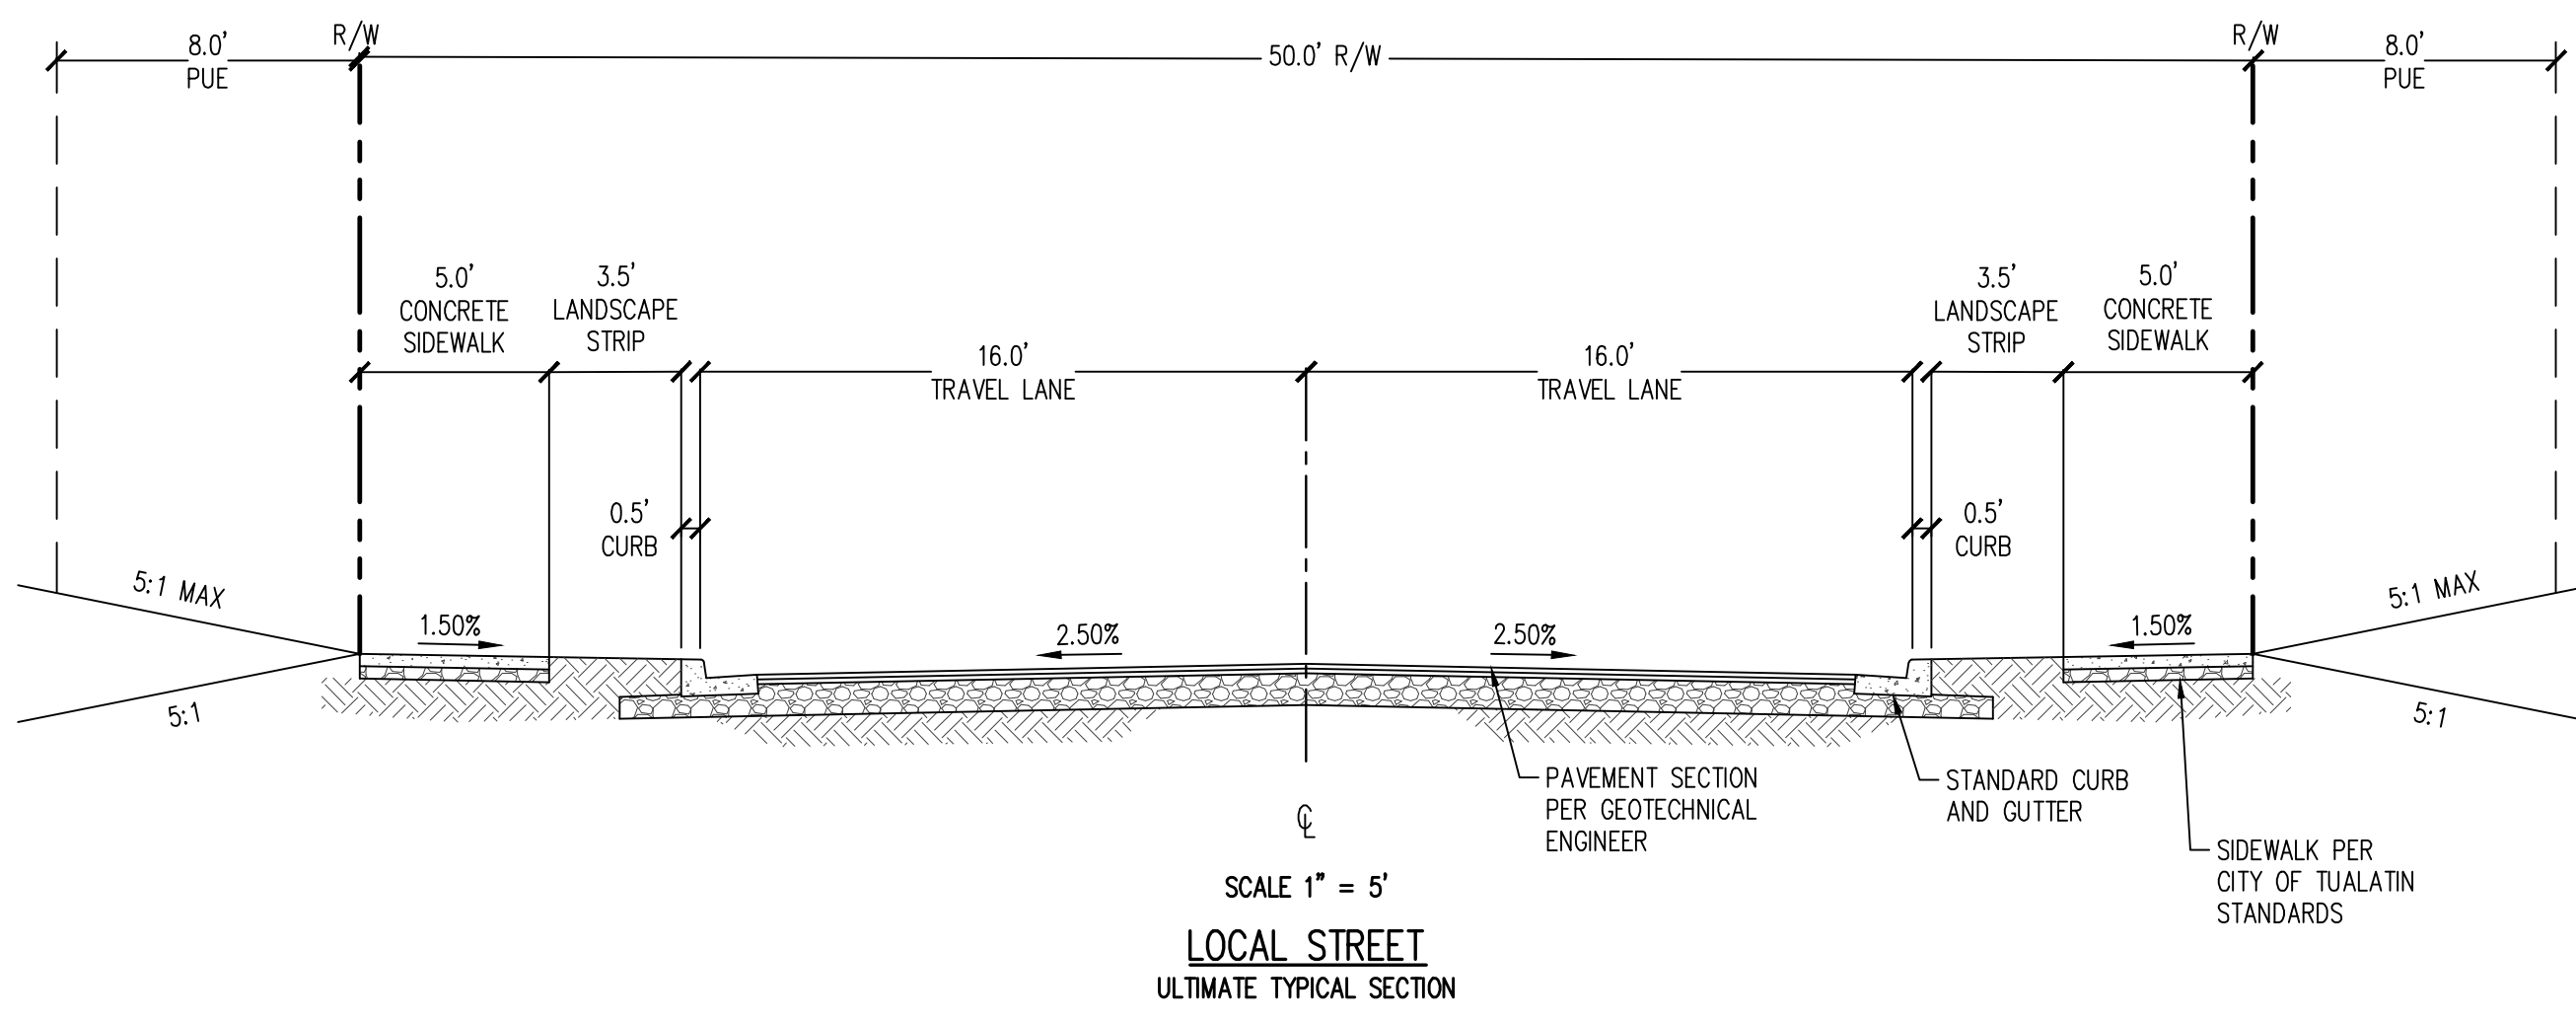 8.0'
PUE
R/W
50.0' R/W
R/W
8.0'
PUE
5.0'
CONCRETE
SIDEWALK
3.5'
LANDSCAPE
STRIP
16.0'
TRAVEL LANE
16.0'
TRAVEL LANE
3.5'
LANDSCAPE
STRIP
5.0'
CONCRETE
SIDEWALK
0.5'
CURB
0.5'
CURB
5:1 MAX
5:1
1.50%
2.50%
2.50%
1.50%
5:1 MAX
5:1
PAVEMENT SECTION
PER GEOTECHNICAL
ENGINEER
STANDARD CURB
AND GUTTER
SIDEWALK PER
CITY OF TUALATIN
STANDARDS
℄
SCALE 1" = 5'
LOCAL STREET
ULTIMATE TYPICAL SECTION